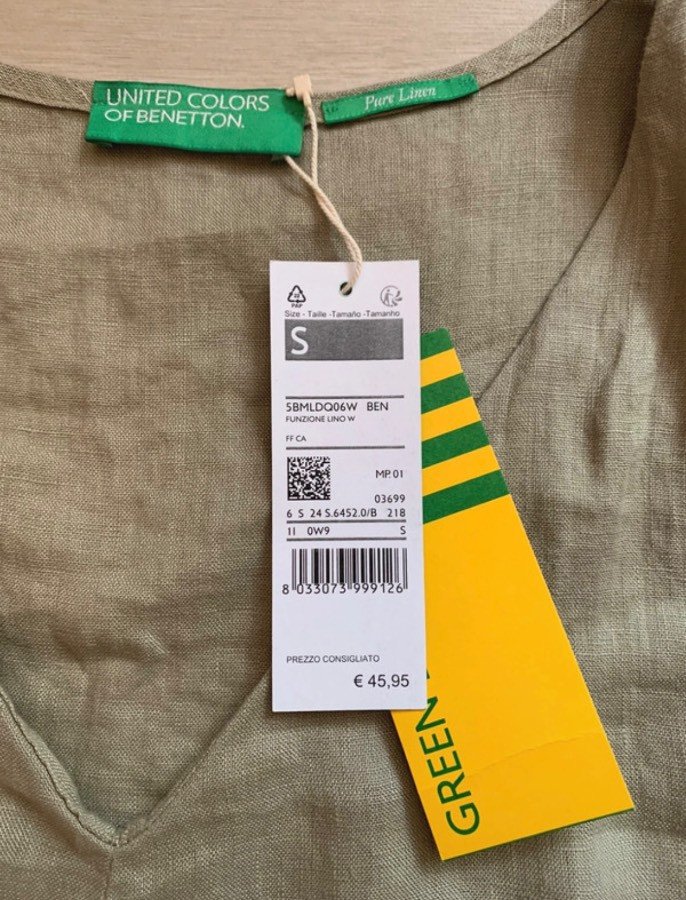 UNITED COLORS
OF BENETTON.
Pure Linen
PAP
Size - Taille -Tamaño -Tamanho
S
5BMLDQ06W BEN
FUNZIONE LINO W
FF CA
MP.01
03699
6 S 24 S.6452.0/B 218
1I 0W9 S
8 033073 999126
PREZZO CONSIGLIATO
€ 45,95
GREEN